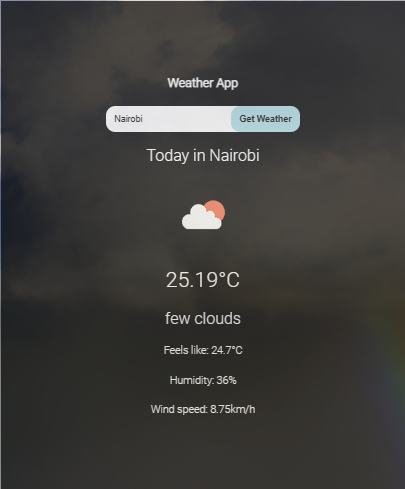 Weather App
Nairobi
Get Weather
Today in Nairobi
25.19°C
few clouds
Feels like: 24.7°C
Humidity: 36%
Wind speed: 8.75km/h